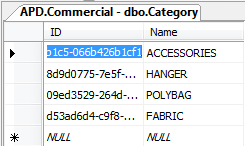 APD.Commercial - dbo.Category
ID Name
b1c5-066b426b1cf1 ACCESSORIES
8d9d0775-7e5f-... HANGER
09ed3529-264d-... POLYBAG
d53ad6d4-c9f8-... FABRIC
NULL NULL